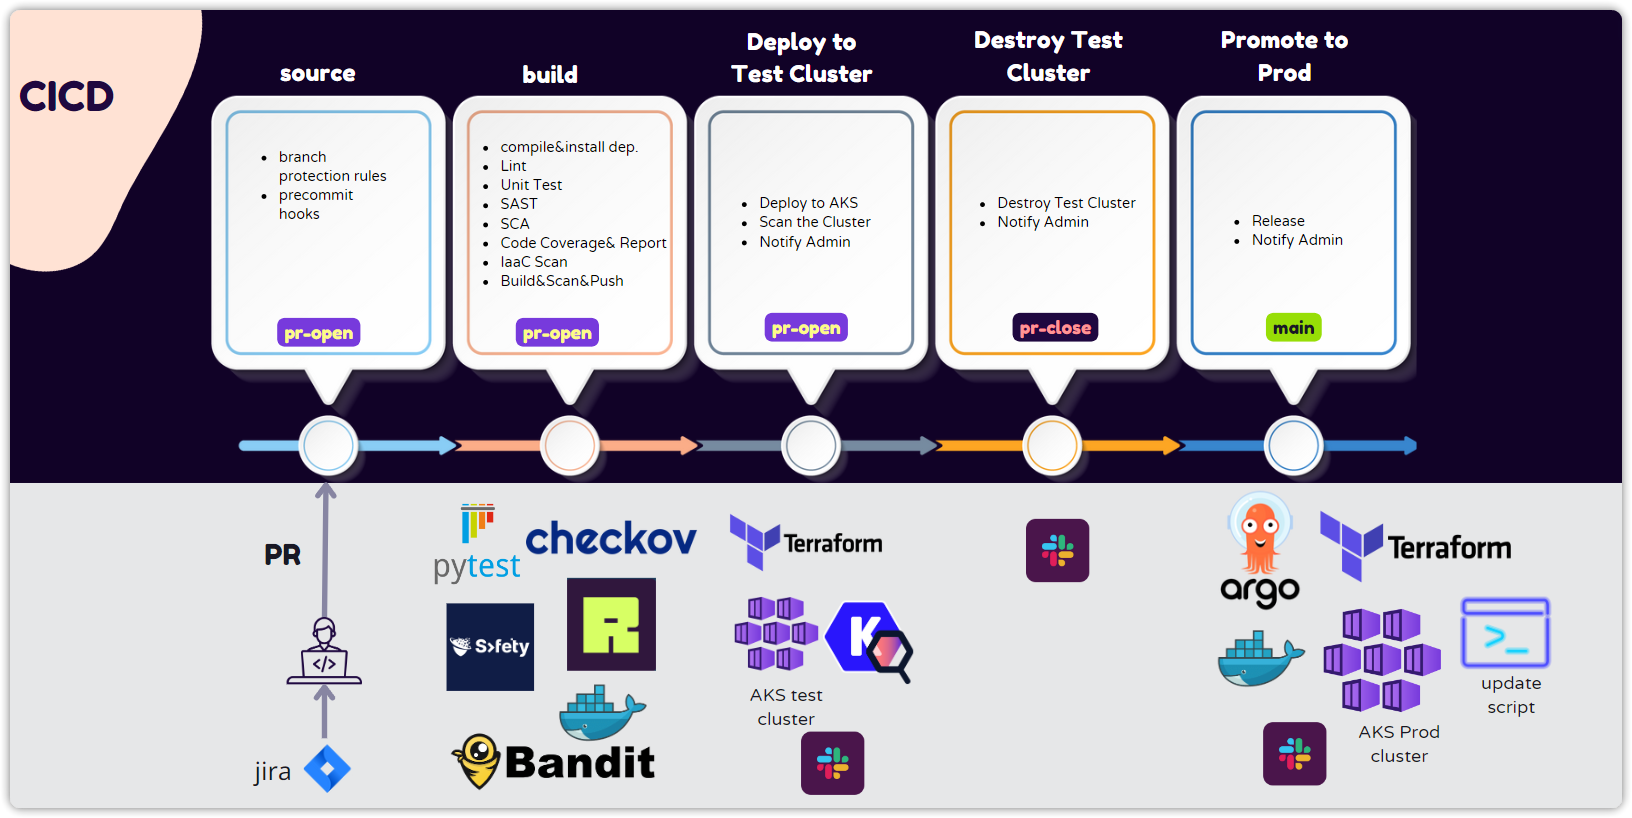 CICD
source
branch
protection rules
precommit
hooks
pr-open
build
compile&install dep.
Lint
Unit Test
SAST
SCA
Code Coverage& Report
IaaC Scan
Build&Scan&Push
pr-open
Deploy to
Test Cluster
Deploy to AKS
Scan the Cluster
Notify Admin
pr-open
Destroy Test
Cluster
Destroy Test Cluster
Notify Admin
pr-close
Promote to
Prod
Release
Notify Admin
main
PR
</>
jira
pytest
checkov
S>fety
R
Bandit
Terraform
K
AKS test
cluster
argo
Terraform
>_
update
script
AKS Prod
cluster